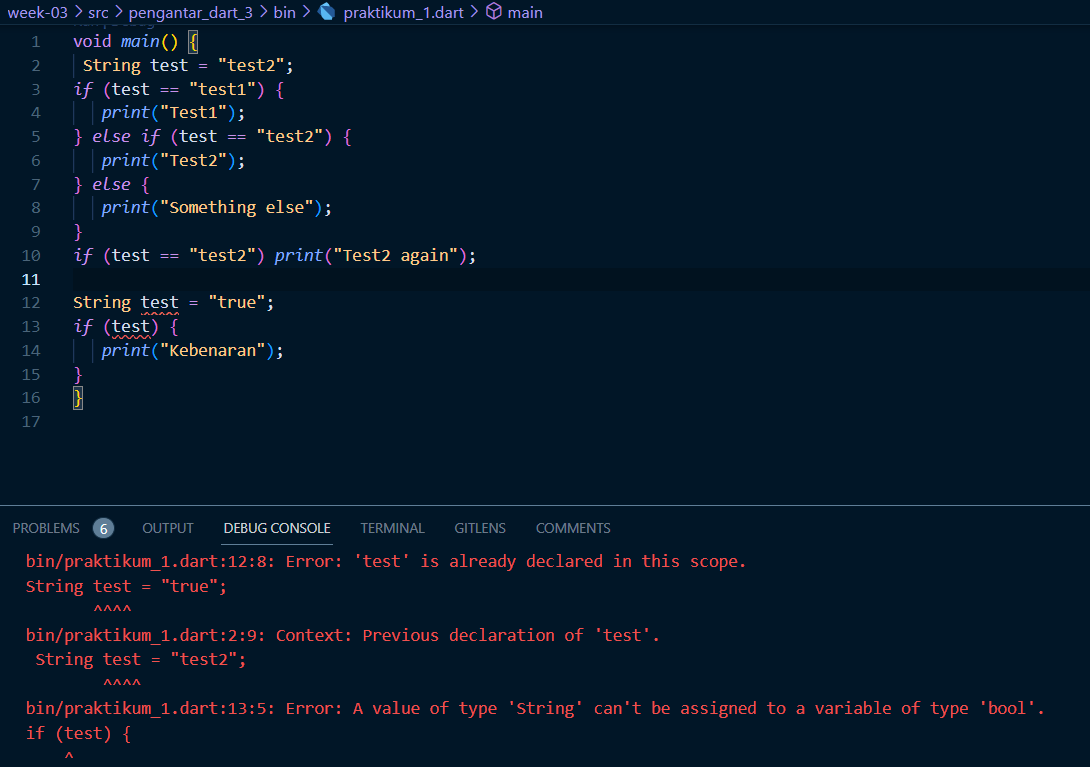 week-03 > src > pengantar_dart_3 > bin > praktikum_1.dart > main
1 void main() {
2 String test = "test2";
3 if (test == "test1") {
4 print("Test1");
5 } else if (test == "test2") {
6 print("Test2");
7 } else {
8 print("Something else");
9 }
10 if (test == "test2") print("Test2 again");
11
12 String test = "true";
13 if (test) {
14 print("Kebenaran");
15 }
16 }
17
PROBLEMS 6 OUTPUT DEBUG CONSOLE TERMINAL GITLENS COMMENTS
bin/praktikum_1.dart:12:8: Error: 'test' is already declared in this scope.
String test = "true";
^^^^
bin/praktikum_1.dart:2:9: Context: Previous declaration of 'test'.
String test = "test2";
^^^^
bin/praktikum_1.dart:13:5: Error: A value of type 'String' can't be assigned to a variable of type 'bool'.
if (test) {
^